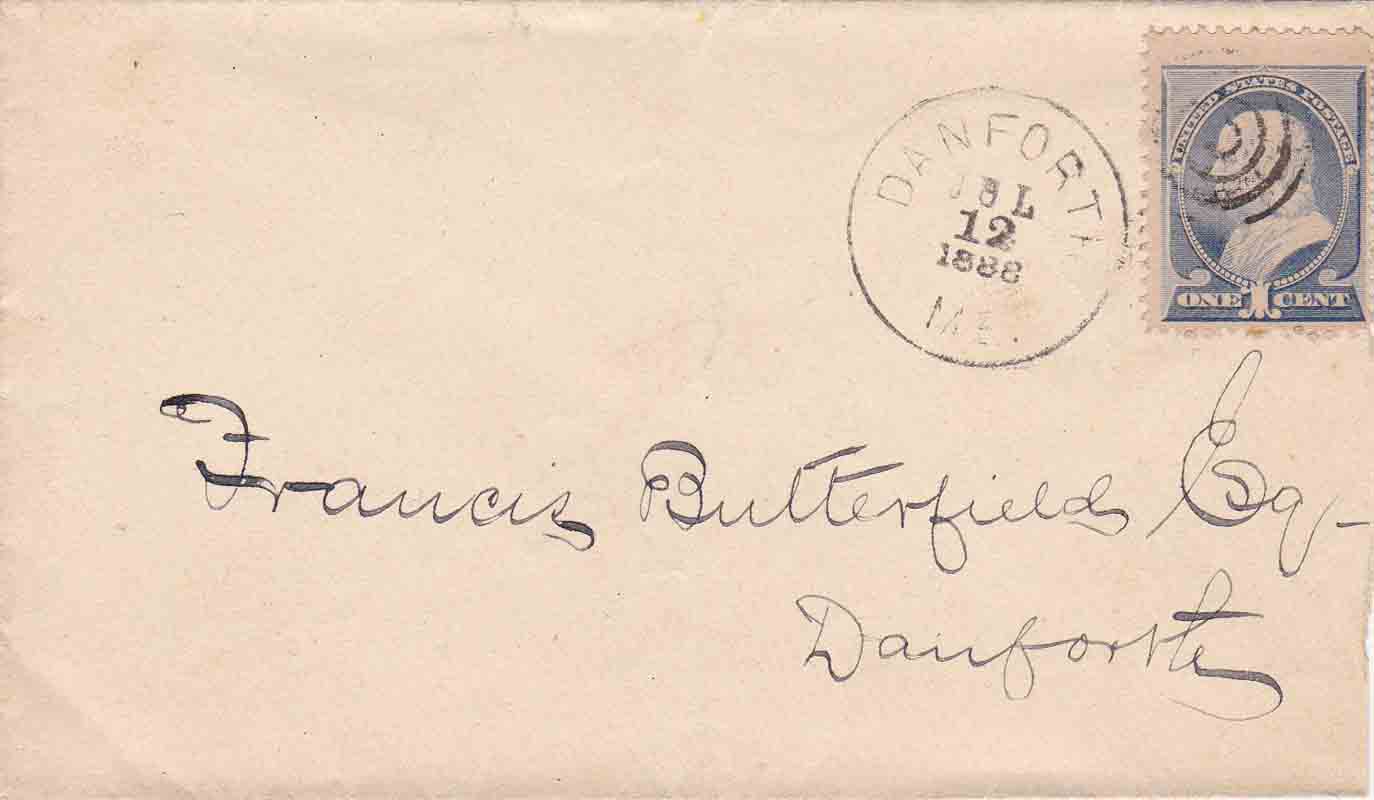 UNITED STATES POSTAGE
ONE CENT
DANFORTH
JUL
12
1888
ME.
Francis Butterfield Esq-
Danforth